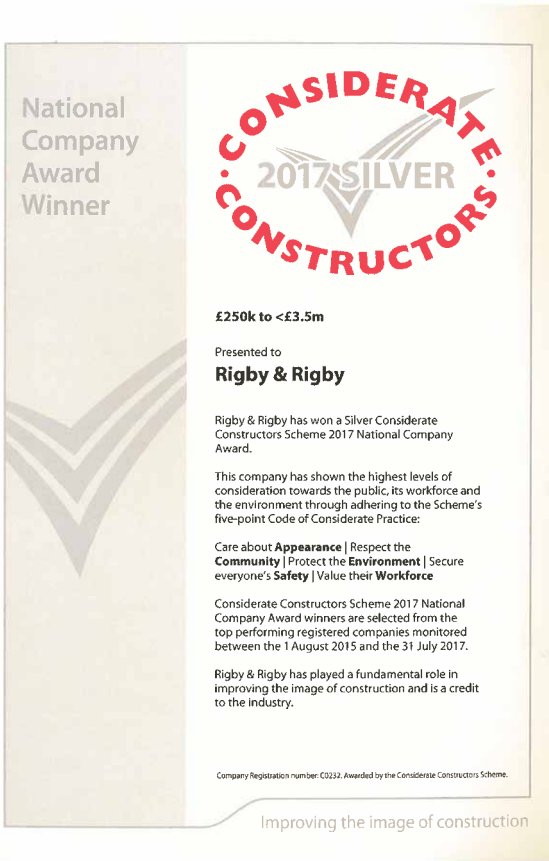 National
Company
Award
Winner
• CONSIDERATE •
2017 SILVER
CONSTRUCTORS
£250k to <£3.5m
Presented to
Rigby & Rigby
Rigby & Rigby has won a Silver Considerate
Constructors Scheme 2017 National Company
Award.
This company has shown the highest levels of
consideration towards the public, its workforce and
the environment through adhering to the Scheme's
five-point Code of Considerate Practice:
Care about Appearance | Respect the
Community | Protect the Environment | Secure
everyone's Safety | Value their Workforce
Considerate Constructors Scheme 2017 National
Company Award winners are selected from the
top performing registered companies monitored
between the 1 August 2015 and the 31 July 2017.
Rigby & Rigby has played a fundamental role in
improving the image of construction and is a credit
to the industry.
Company Registration number: C0232. Awarded by the Considerate Constructors Scheme.
Improving the image of construction